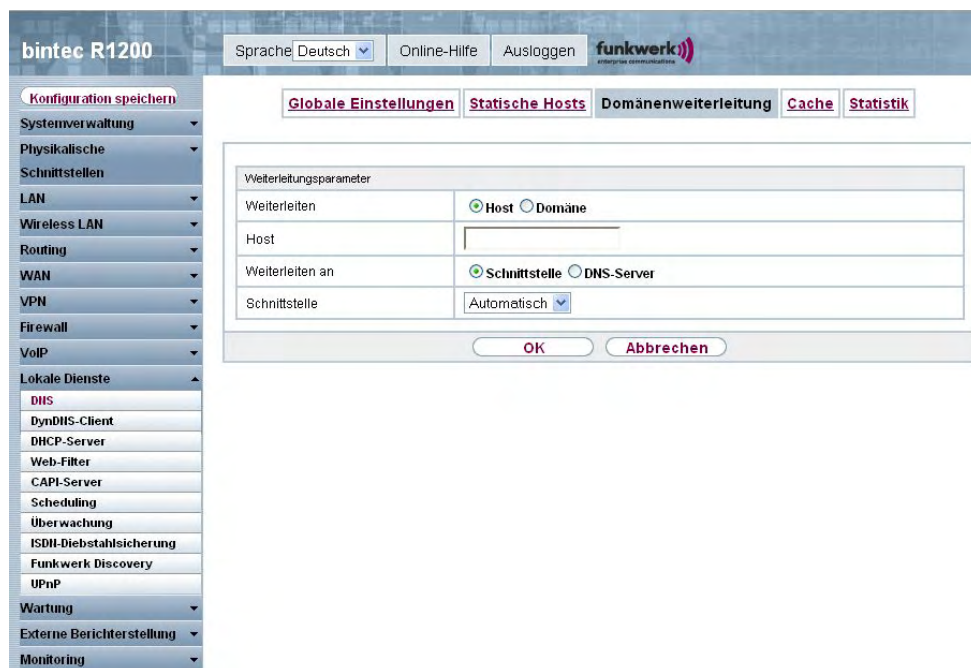 bintec R1200
Sprache Deutsch Online-Hilfe Ausloggen funkwerk
enterprise communications
Konfiguration speichern
Systemverwaltung
Physikalische
Schnittstellen
LAN
Wireless LAN
Routing
WAN
VPN
Firewall
VoIP
Lokale Dienste
DNS
DynDNS-Client
DHCP-Server
Web-Filter
CAPI-Server
Scheduling
Überwachung
ISDN-Diebstahlsicherung
Funkwerk Discovery
UPnP
Wartung
Externe Berichterstellung
Monitoring
Globale Einstellungen Statische Hosts Domänenweiterleitung Cache Statistik
Weiterleitungsparameter
Weiterleiten Host Domäne
Host
Weiterleiten an Schnittstelle DNS-Server
Schnittstelle Automatisch
OK Abbrechen